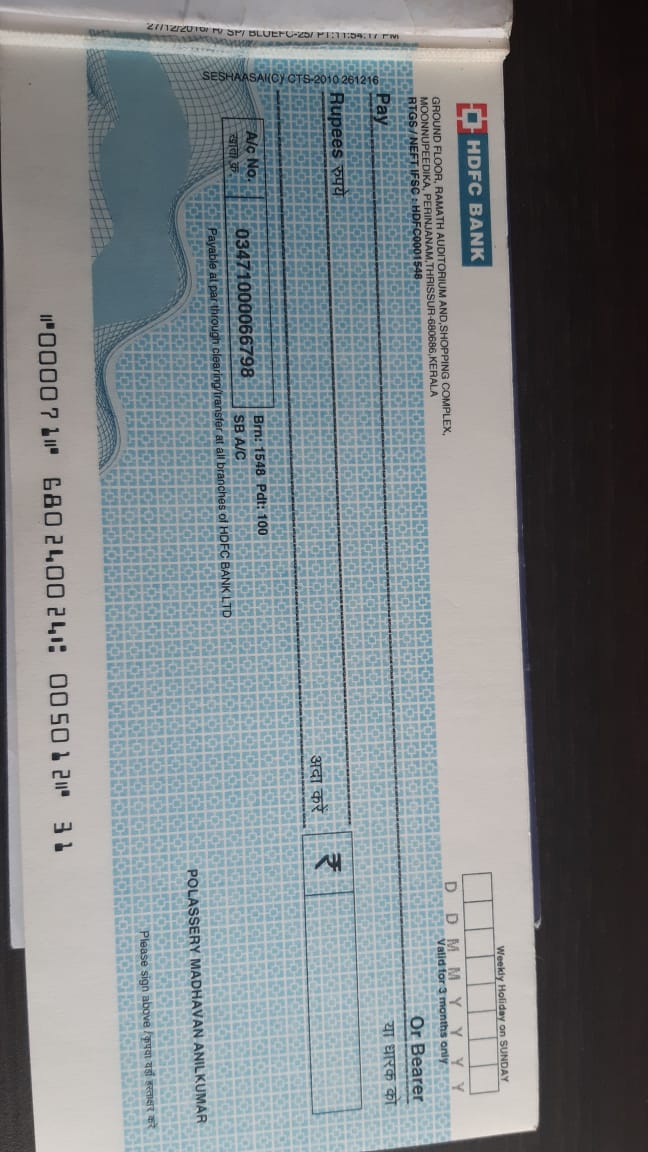 27/12/2016/ R/ SP/ BLUEFC-25/ PT:11:54:17 PM
SESHAASAI(C) CTS-2010 261216
HDFC BANK
GROUND FLOOR, RAMATH AUDITORIUM AND,SHOPPING COMPLEX,
MOONNUPEEDIKA, PERINJANAM,THRISSUR-680686,KERALA
RTGS / NEFT IFSC : HDFC0001548
Weekly Holiday on SUNDAY
D D M M Y Y Y Y
Valid for 3 months only
Pay
Or Bearer
या धारक को
Rupees रुपये
अदा करें
₹
A/c No.
खाता क्र.
03471000066798
Brn: 1548 Pdt: 100
SB A/C
Payable at par through clearing/transfer at all branches of HDFC BANK LTD
POLASSERY MADHAVAN ANILKUMAR
Please sign above / कृपया यहाँ हस्ताक्षर करें
⑈000071⑈ 680240024⑆ 005012⑈ 31